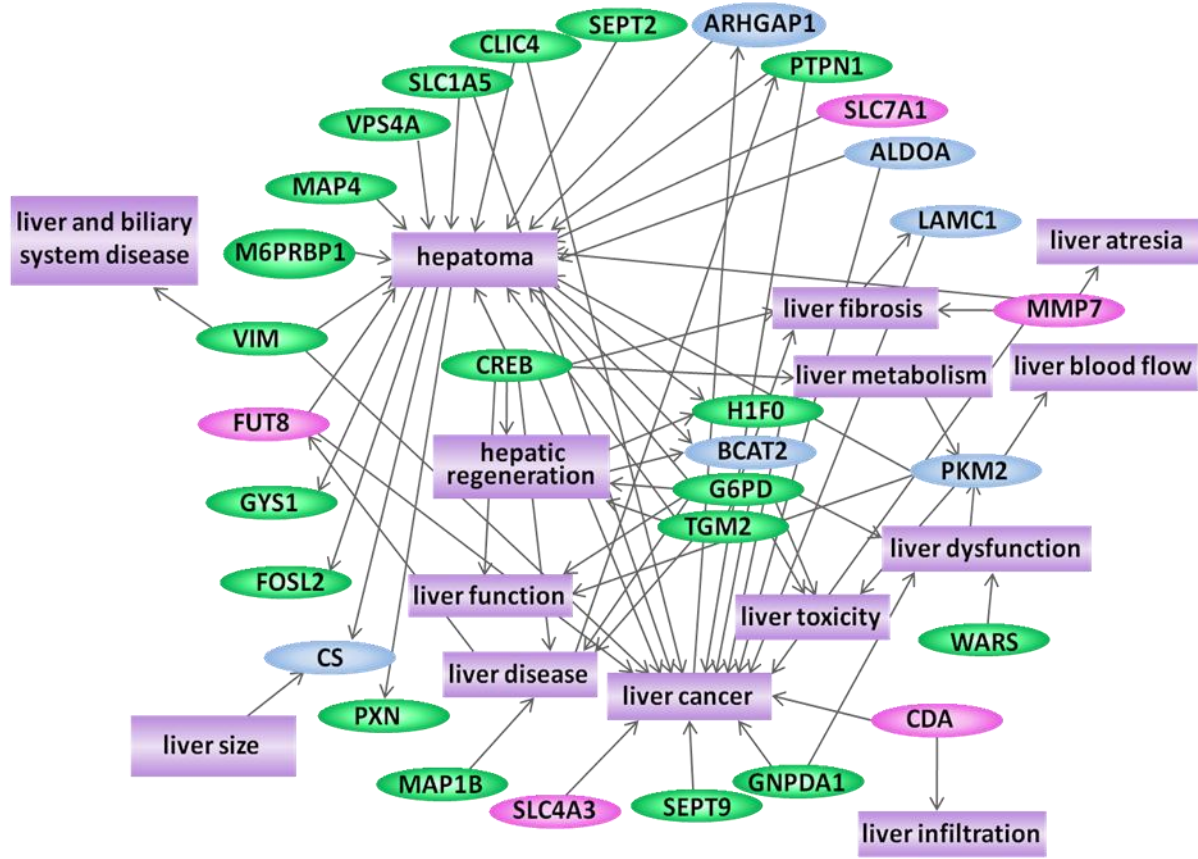 SEPT2
ARHGAP1
CLIC4
PTPN1
SLC1A5
SLC7A1
VPS4A
ALDOA
MAP4
LAMC1
liver and biliary
system disease
M6PRBP1
hepatoma
liver atresia
liver fibrosis
MMP7
VIM
CREB
liver metabolism
liver blood flow
FUT8
H1F0
hepatic
regeneration
BCAT2
PKM2
GYS1
G6PD
TGM2
liver dysfunction
FOSL2
liver function
liver toxicity
WARS
CS
liver disease
liver cancer
PXN
CDA
liver size
MAP1B
SLC4A3
SEPT9
GNPDA1
liver infiltration